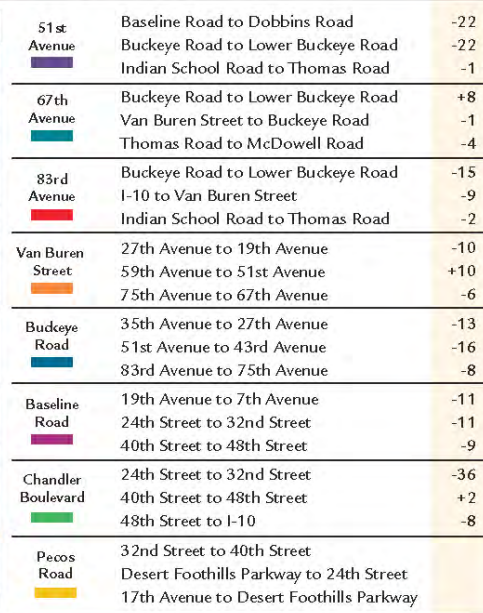 51st Avenue
Baseline Road to Dobbins Road -22
Buckeye Road to Lower Buckeye Road -22
Indian School Road to Thomas Road -1
67th Avenue
Buckeye Road to Lower Buckeye Road +8
Van Buren Street to Buckeye Road -1
Thomas Road to McDowell Road -4
83rd Avenue
Buckeye Road to Lower Buckeye Road -15
I-10 to Van Buren Street -9
Indian School Road to Thomas Road -2
Van Buren Street
27th Avenue to 19th Avenue -10
59th Avenue to 51st Avenue +10
75th Avenue to 67th Avenue -6
Buckeye Road
35th Avenue to 27th Avenue -13
51st Avenue to 43rd Avenue -16
83rd Avenue to 75th Avenue -8
Baseline Road
19th Avenue to 7th Avenue -11
24th Street to 32nd Street -11
40th Street to 48th Street -9
Chandler Boulevard
24th Street to 32nd Street -36
40th Street to 48th Street +2
48th Street to I-10 -8
Pecos Road
32nd Street to 40th Street
Desert Foothills Parkway to 24th Street
17th Avenue to Desert Foothills Parkway